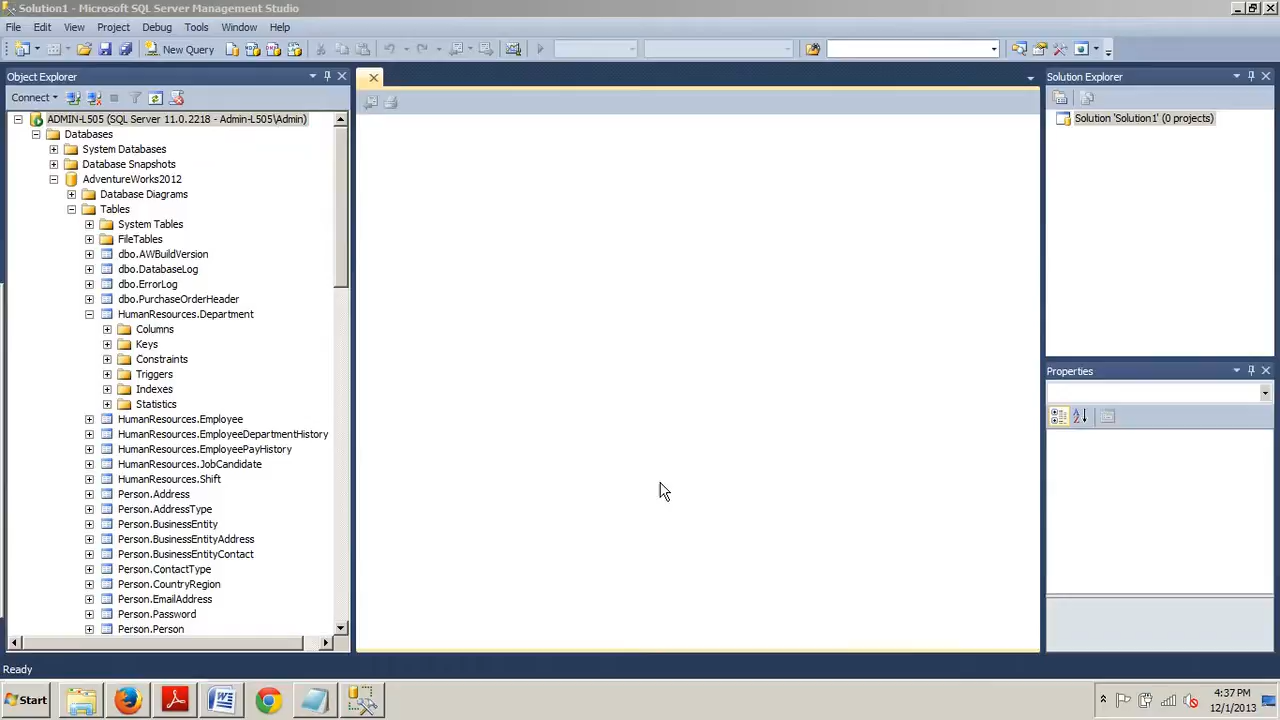 Solution1 - Microsoft SQL Server Management Studio
File Edit View Project Debug Tools Window Help
New Query
Object Explorer
Connect
ADMIN-L505 (SQL Server 11.0.2218 - Admin-L505\Admin)
Databases
System Databases
Database Snapshots
AdventureWorks2012
Database Diagrams
Tables
System Tables
FileTables
dbo.AWBuildVersion
dbo.DatabaseLog
dbo.ErrorLog
dbo.PurchaseOrderHeader
HumanResources.Department
Columns
Keys
Constraints
Triggers
Indexes
Statistics
HumanResources.Employee
HumanResources.EmployeeDepartmentHistory
HumanResources.EmployeePayHistory
HumanResources.JobCandidate
HumanResources.Shift
Person.Address
Person.AddressType
Person.BusinessEntity
Person.BusinessEntityAddress
Person.BusinessEntityContact
Person.ContactType
Person.CountryRegion
Person.EmailAddress
Person.Password
Person.Person
Solution Explorer
Solution 'Solution1' (0 projects)
Properties
Ready
Start
4:37 PM
12/1/2013